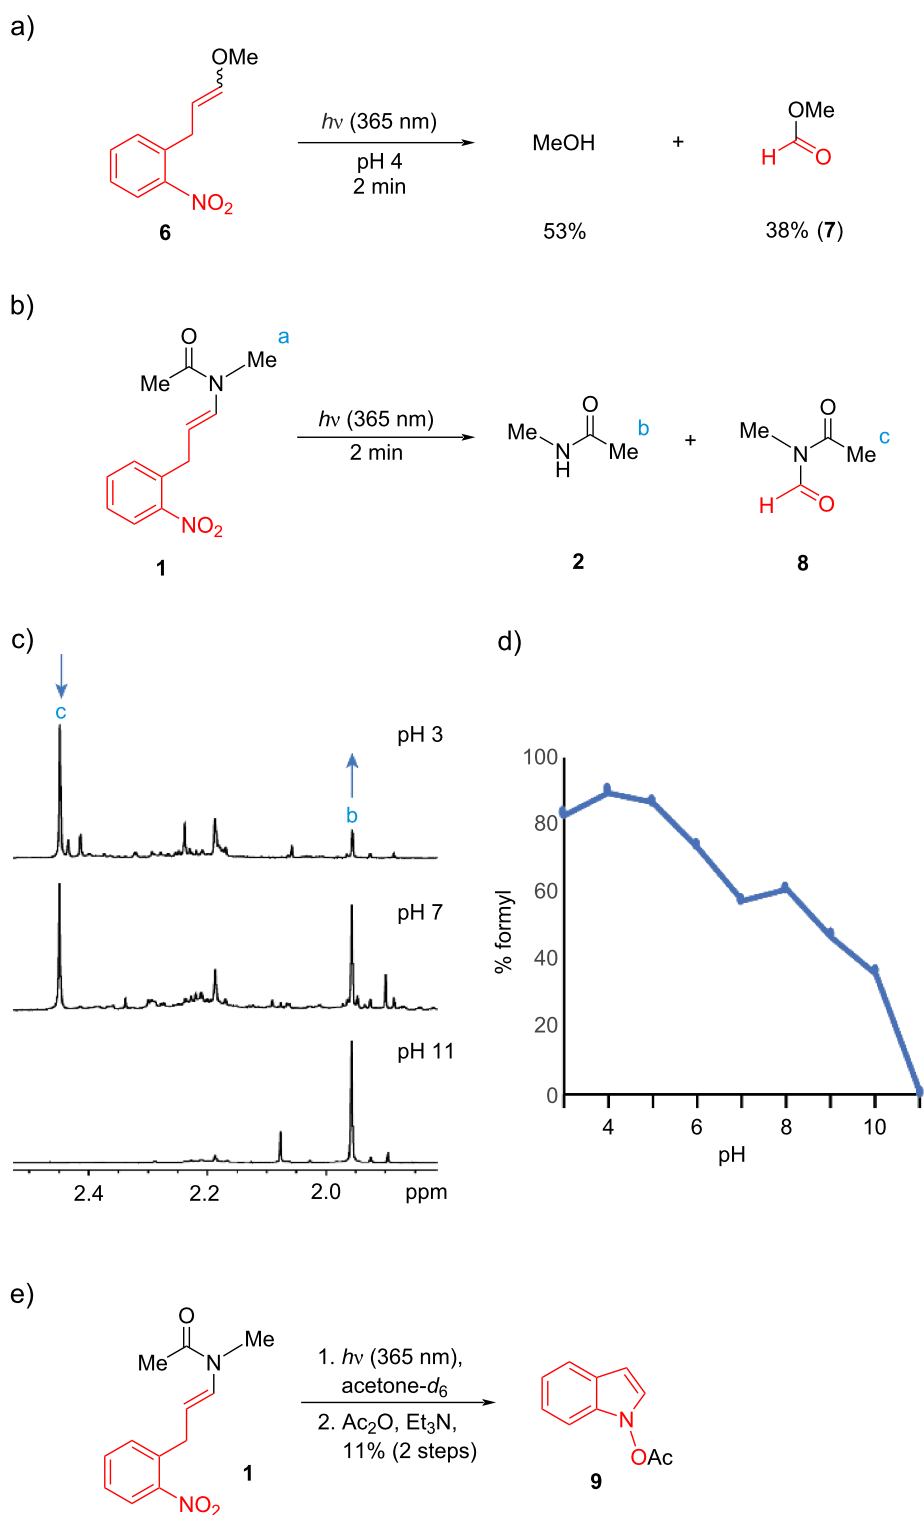 a)
OMe
NO2
6
hν (365 nm)
pH 4
2 min
MeOH
+
OMe
H
O
53%
38% (7)
b)
O
a
Me
Me
N
NO2
1
hν (365 nm)
2 min
O
b
Me
N
H
Me
2
+
O
c
Me
N
Me
H
O
8
c)
c
pH 3
b
pH 7
pH 11
2.4
2.2
2.0
ppm
d)
100
80
60
40
20
0
% formyl
4
6
8
10
pH
e)
O
Me
Me
N
NO2
1
1. hν (365 nm),
acetone-d6
2. Ac2O, Et3N,
11% (2 steps)
N
OAc
9